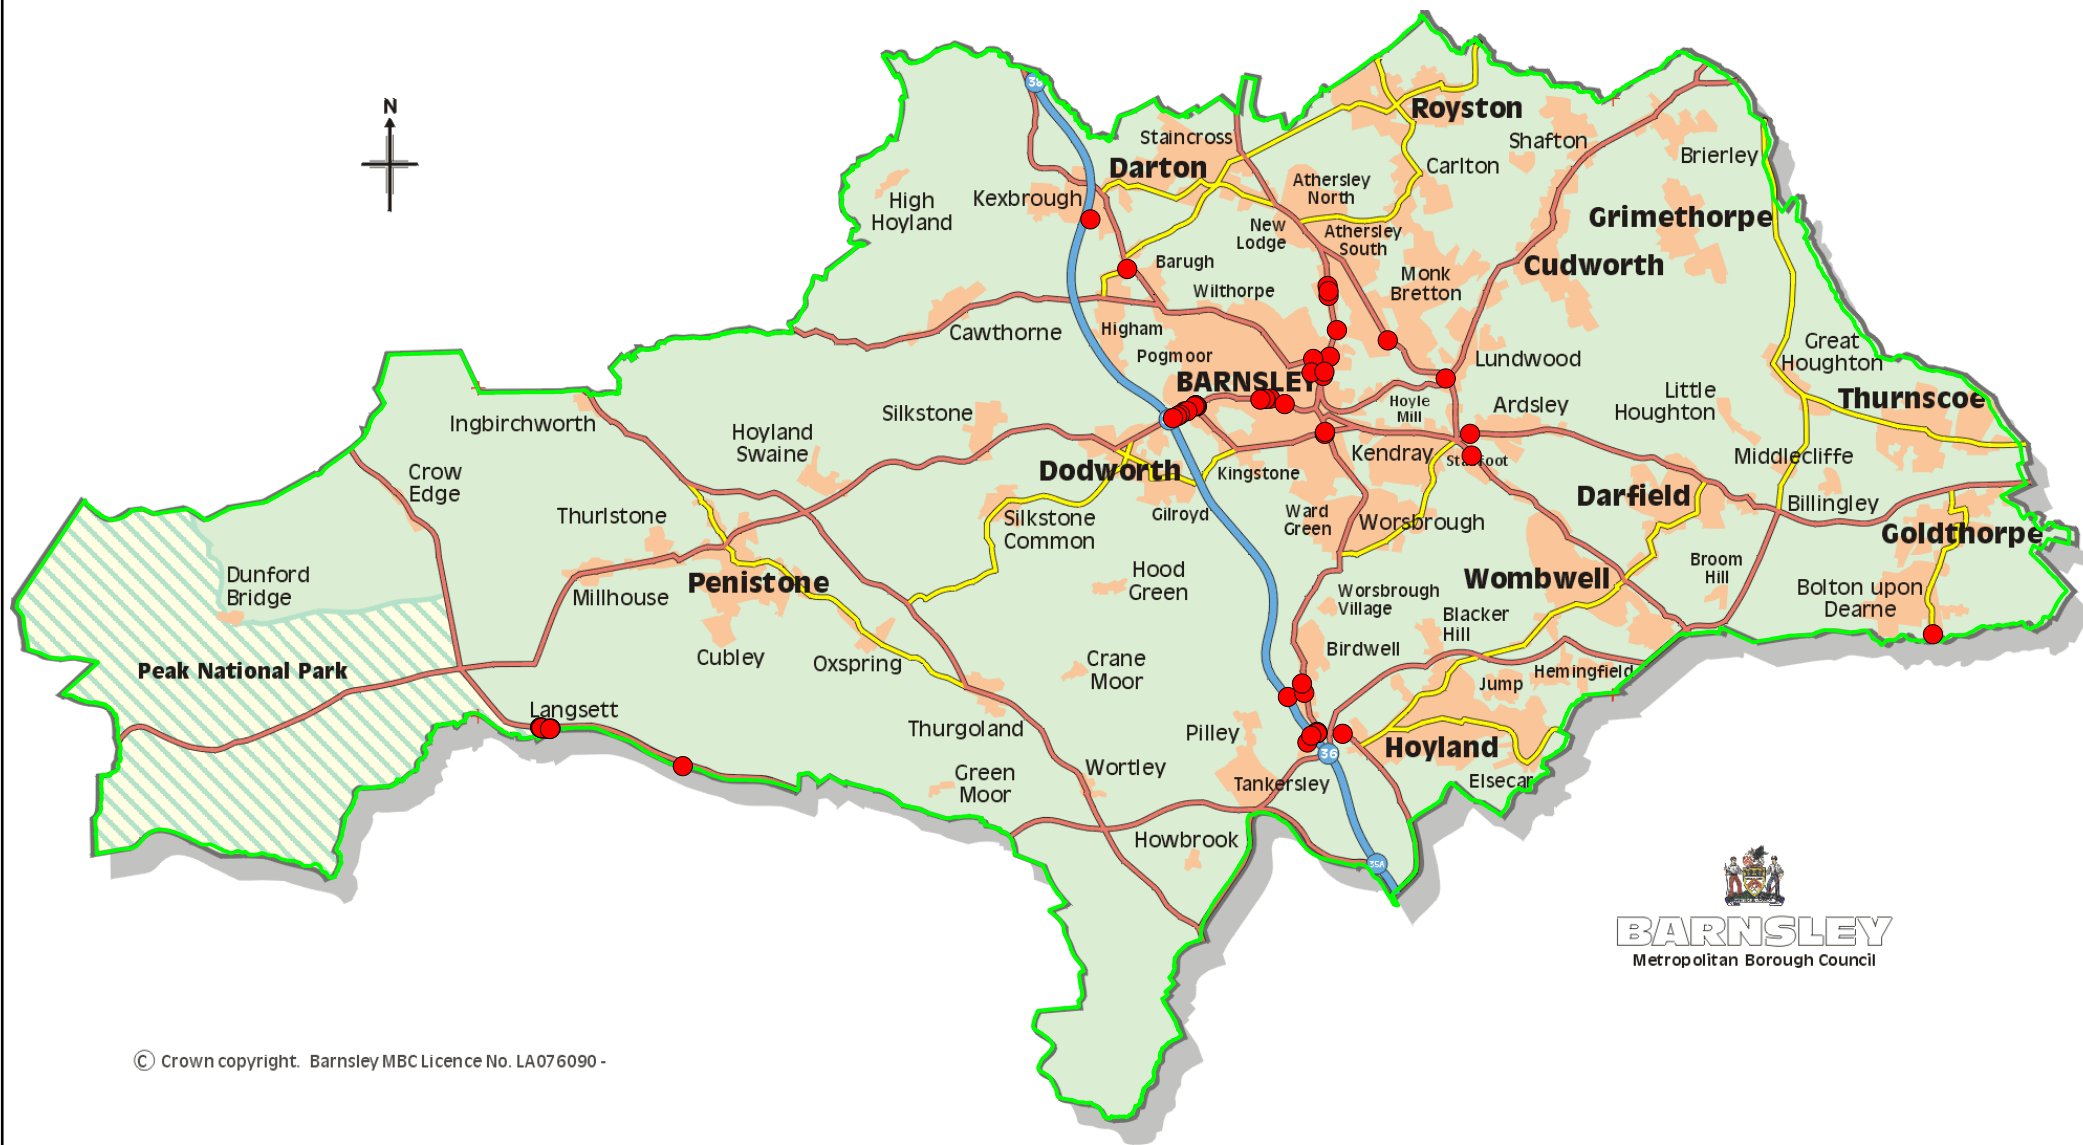 N
38
Royston
Staincross
Shafton
Darton
Carlton
Brierley
Athersley
North
High
Hoyland
Kexbrough
New
Lodge
Athersley
South
Grimethorpe
Barugh
Monk
Bretton
Cudworth
Wilthorpe
Cawthorne
Higham
Pogmoor
Lundwood
Great
Houghton
BARNSLEY
Little
Houghton
Thurnscoe
Hoyle
Mill
Ardsley
Ingbirchworth
Silkstone
Hoyland
Swaine
Dodworth
Kingstone
Kendray
Middlecliffe
Crow
Edge
Darfield
Billingley
Thurlstone
Silkstone
Common
Gilroyd
Ward
Green
Worsbrough
Goldthorpe
Dunford
Bridge
Millhouse
Penistone
Hood
Green
Worsbrough
Village
Wombwell
Broom
Hill
Bolton upon
Dearne
Blacker
Hill
Peak National Park
Cubley
Oxspring
Crane
Moor
Birdwell
Jump
Hemingfield
Langsett
Thurgoland
Pilley
Hoyland
36
Green
Moor
Wortley
Tankersley
Elsecar
Howbrook
35A
BARNSLEY
Metropolitan Borough Council
© Crown copyright. Barnsley MBC Licence No. LA076090 -